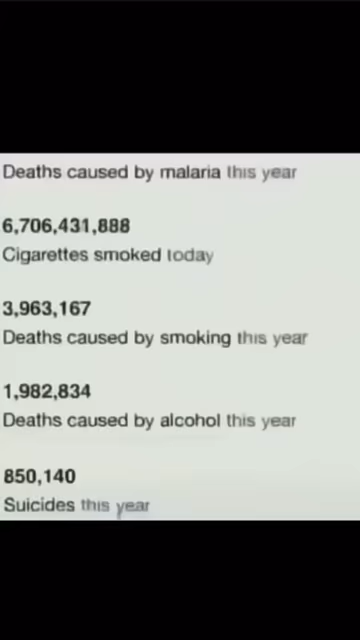 Deaths caused by malaria this year
6,706,431,888
Cigarettes smoked today
3,963,167
Deaths caused by smoking this year
1,982,834
Deaths caused by alcohol this year
850,140
Suicides this year